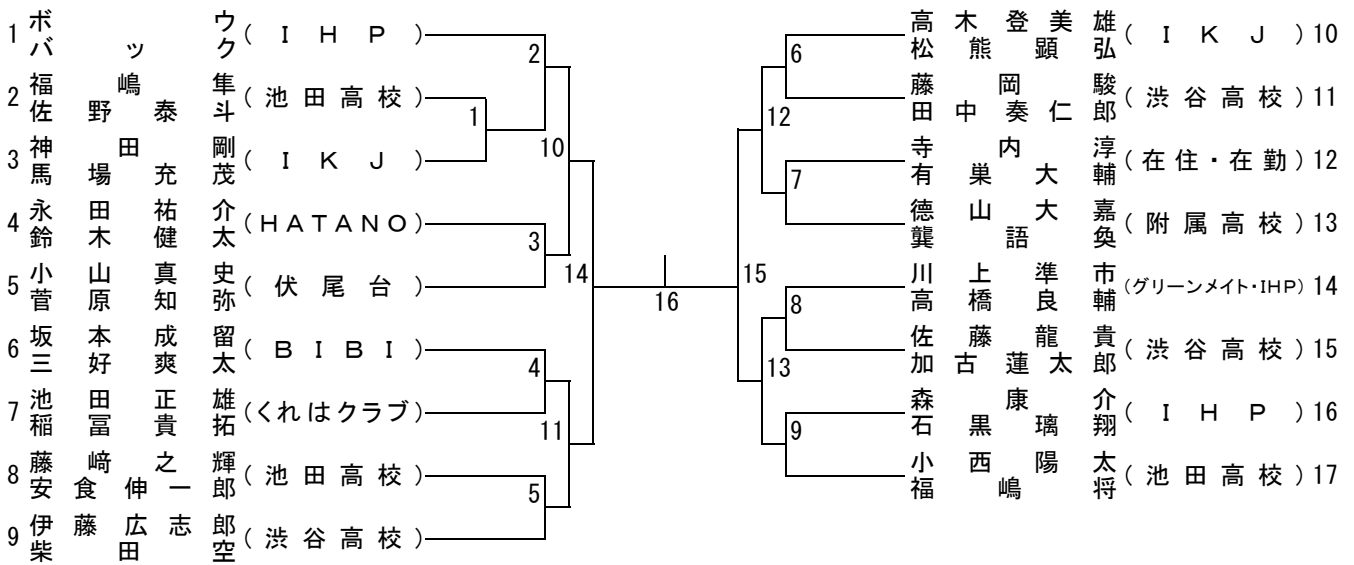 1 ボウ バック (IHP)
2 福嶋隼 佐野泰斗 (池田高校)
3 神田剛 馬場充茂 (IKJ)
4 永田祐介 鈴木健太 (HATANO)
5 小山真史 菅原知弥 (伏尾台)
6 坂本成留 三好爽太 (BIBI)
7 池田正雄 稲冨貴拓 (くれはクラブ)
8 藤﨑之輝 安食伸一郎 (池田高校)
9 伊藤広志郎 柴田空 (渋谷高校)
2
1
10
3
14
4
11
5
16
高木登美雄 松熊顕弘 (IKJ) 10
藤岡駿 田中奏仁郎 (渋谷高校) 11
寺内淳 有巣大輔 (在住・在勤) 12
德山大嘉 龔語奐 (附属高校) 13
川上準市 高橋良輔 (グリーンメイト・IHP) 14
佐藤龍貴 加古蓮太郎 (渋谷高校) 15
森康介 石黒璃翔 (IHP) 16
小西陽太 福嶋将 (池田高校) 17
6
12
7
15
8
13
9